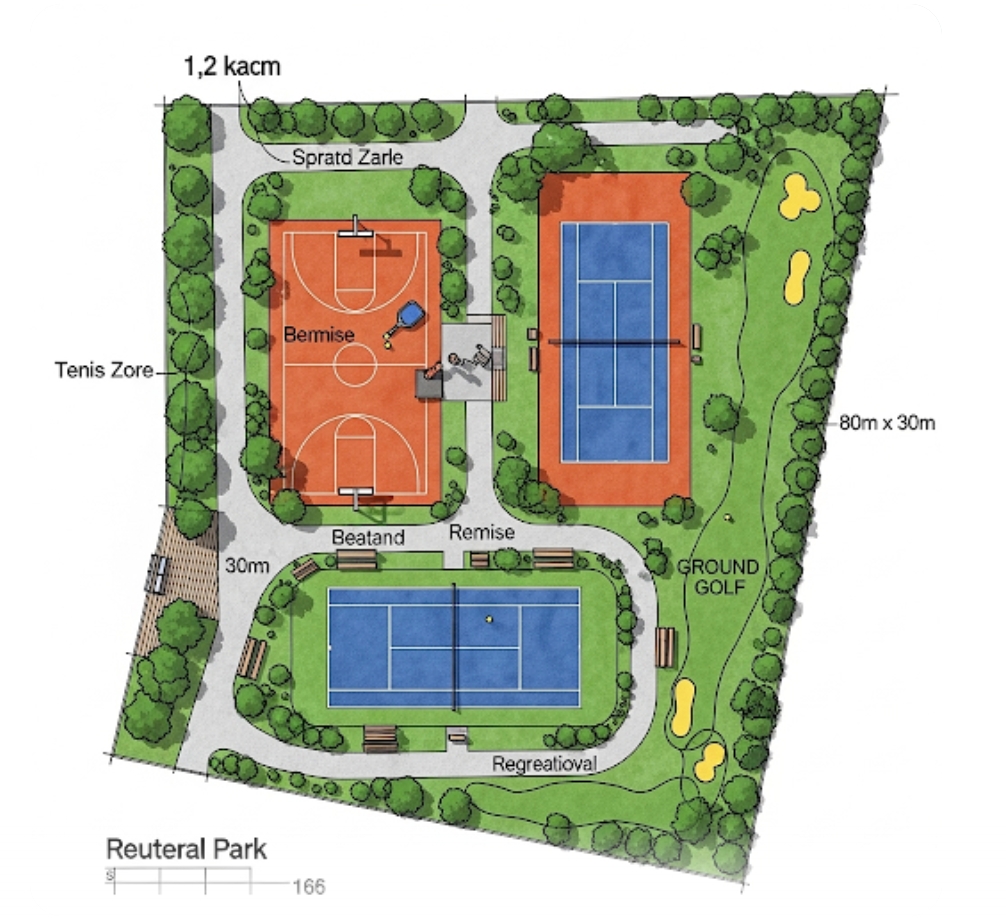 1,2 kacm
Spratd Zarle
Bermise
Tenis Zore
80m x 30m
Beatand
Remise
30m
GROUND
GOLF
Regreatioval
Reuteral Park
s
166